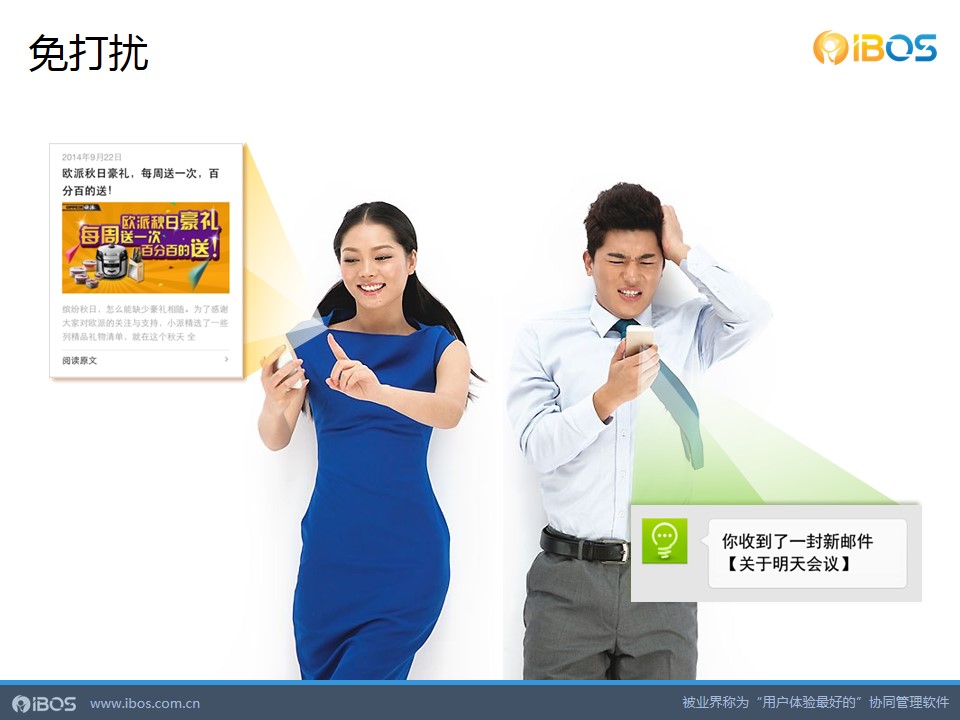 免打扰
IBOS
2014年9月22日
欧派秋日豪礼，每周送一次，百
分百的送！
欧派秋日豪礼
每周送一次
百分百的送！
缤纷秋日，怎么能缺少豪礼相随。为了感谢
大家对欧派的关注与支持，小派精选了一些
列精品礼物清单，就在这个秋天 全
阅读原文
你收到了一封新邮件
【关于明天会议】
IBOS www.ibos.com.cn
被业界称为“用户体验最好的”协同管理软件